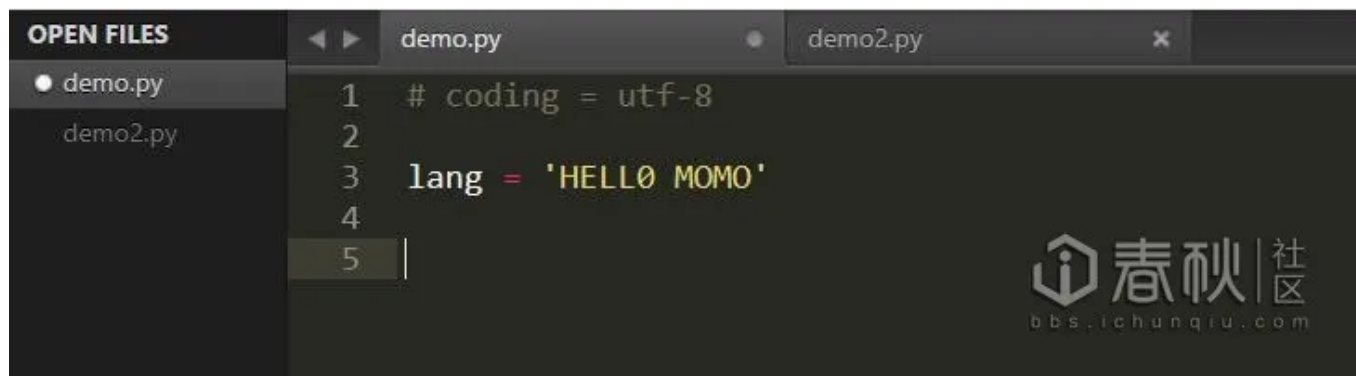 OPEN FILES
demo.py
demo2.py
demo.py
demo2.py
1 # coding = utf-8
2
3 lang = 'HELL0 MOMO'
4
5
春秋 社区
bbs.ichunqiu.com